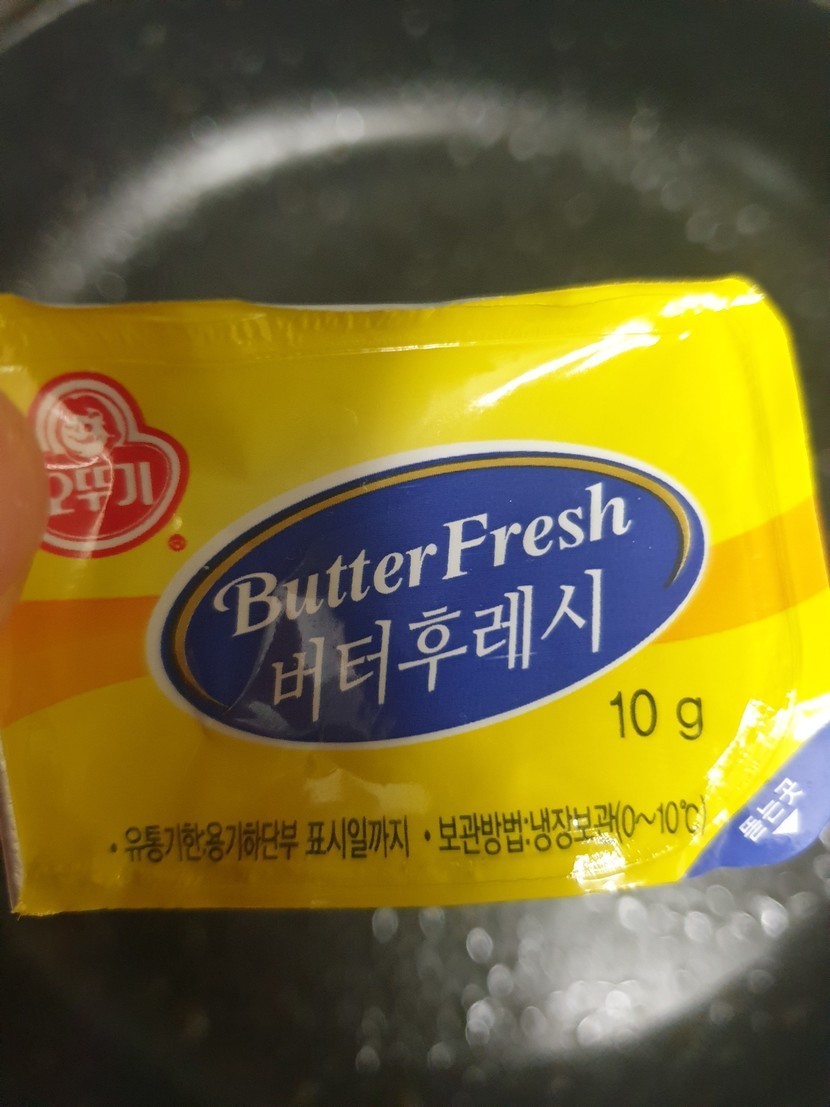 오뚜기
Butter Fresh
버터후레시
10 g
• 유통기한:용기하단부 표시일까지 • 보관방법:냉장보관(0~10℃)
뜯는곳